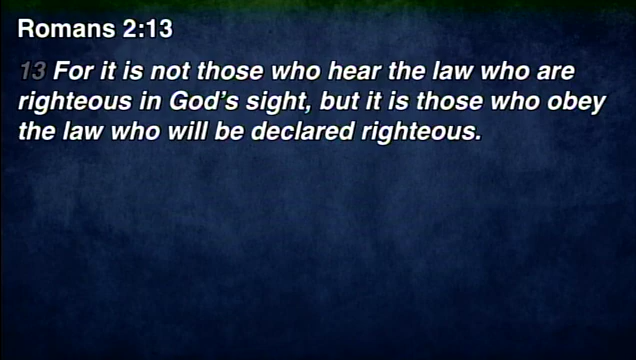 Romans 2:13
13 For it is not those who hear the law who are
righteous in God's sight, but it is those who obey
the law who will be declared righteous.